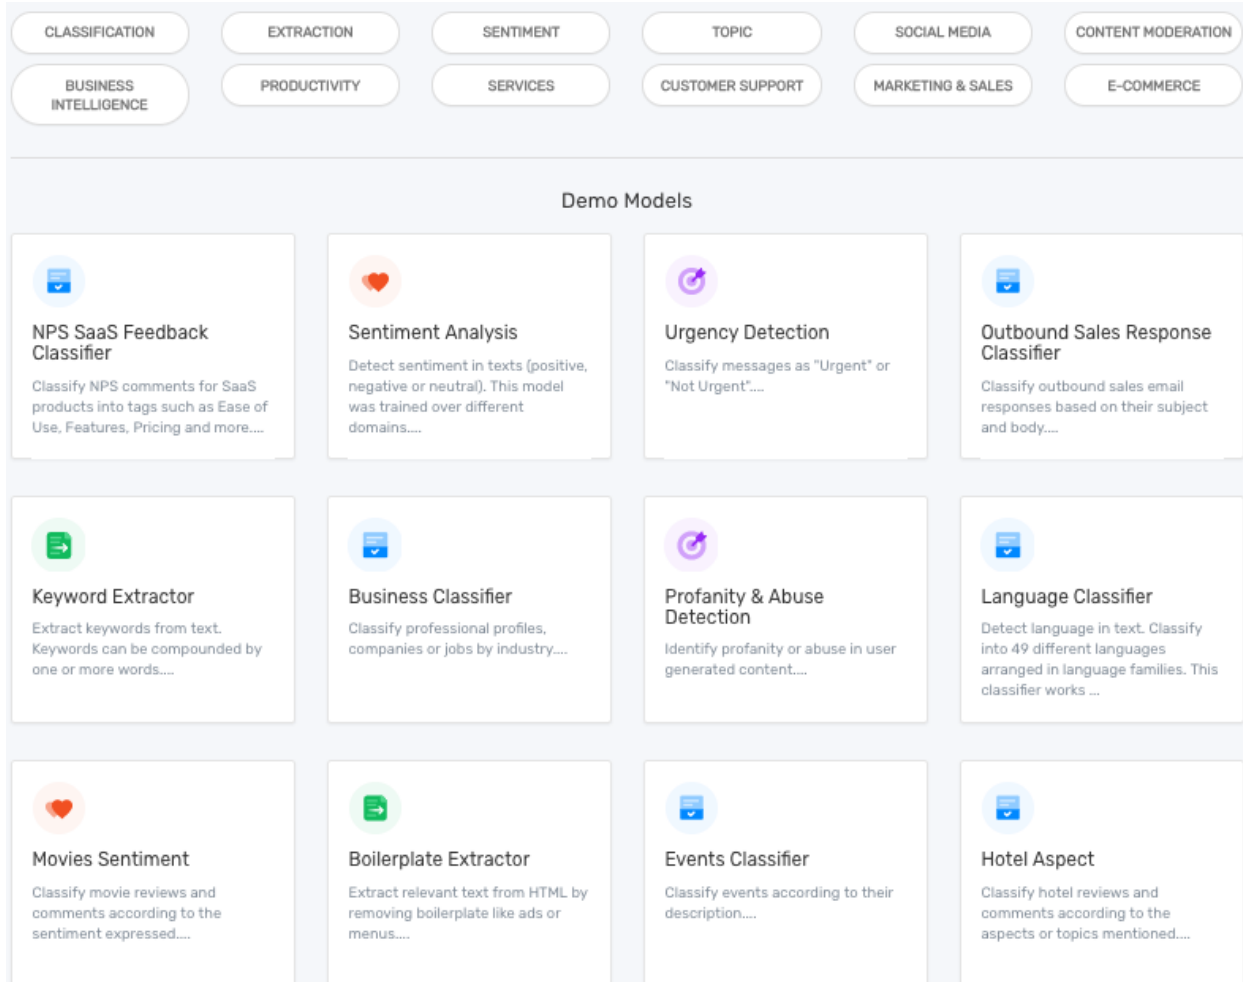 CLASSIFICATION
EXTRACTION
SENTIMENT
TOPIC
SOCIAL MEDIA
CONTENT MODERATION
BUSINESS
INTELLIGENCE
PRODUCTIVITY
SERVICES
CUSTOMER SUPPORT
MARKETING & SALES
E-COMMERCE
Demo Models
NPS SaaS Feedback
Classifier
Classify NPS comments for SaaS
products into tags such as Ease of
Use, Features, Pricing and more....
Sentiment Analysis
Detect sentiment in texts (positive,
negative or neutral). This model
was trained over different
domains....
Urgency Detection
Classify messages as "Urgent" or
"Not Urgent"....
Outbound Sales Response
Classifier
Classify outbound sales email
responses based on their subject
and body....
Keyword Extractor
Extract keywords from text.
Keywords can be compounded by
one or more words....
Business Classifier
Classify professional profiles,
companies or jobs by industry....
Profanity & Abuse
Detection
Identify profanity or abuse in user
generated content....
Language Classifier
Detect language in text. Classify
into 49 different languages
arranged in language families. This
classifier works ...
Movies Sentiment
Classify movie reviews and
comments according to the
sentiment expressed....
Boilerplate Extractor
Extract relevant text from HTML by
removing boilerplate like ads or
menus....
Events Classifier
Classify events according to their
description....
Hotel Aspect
Classify hotel reviews and
comments according to the
aspects or topics mentioned....